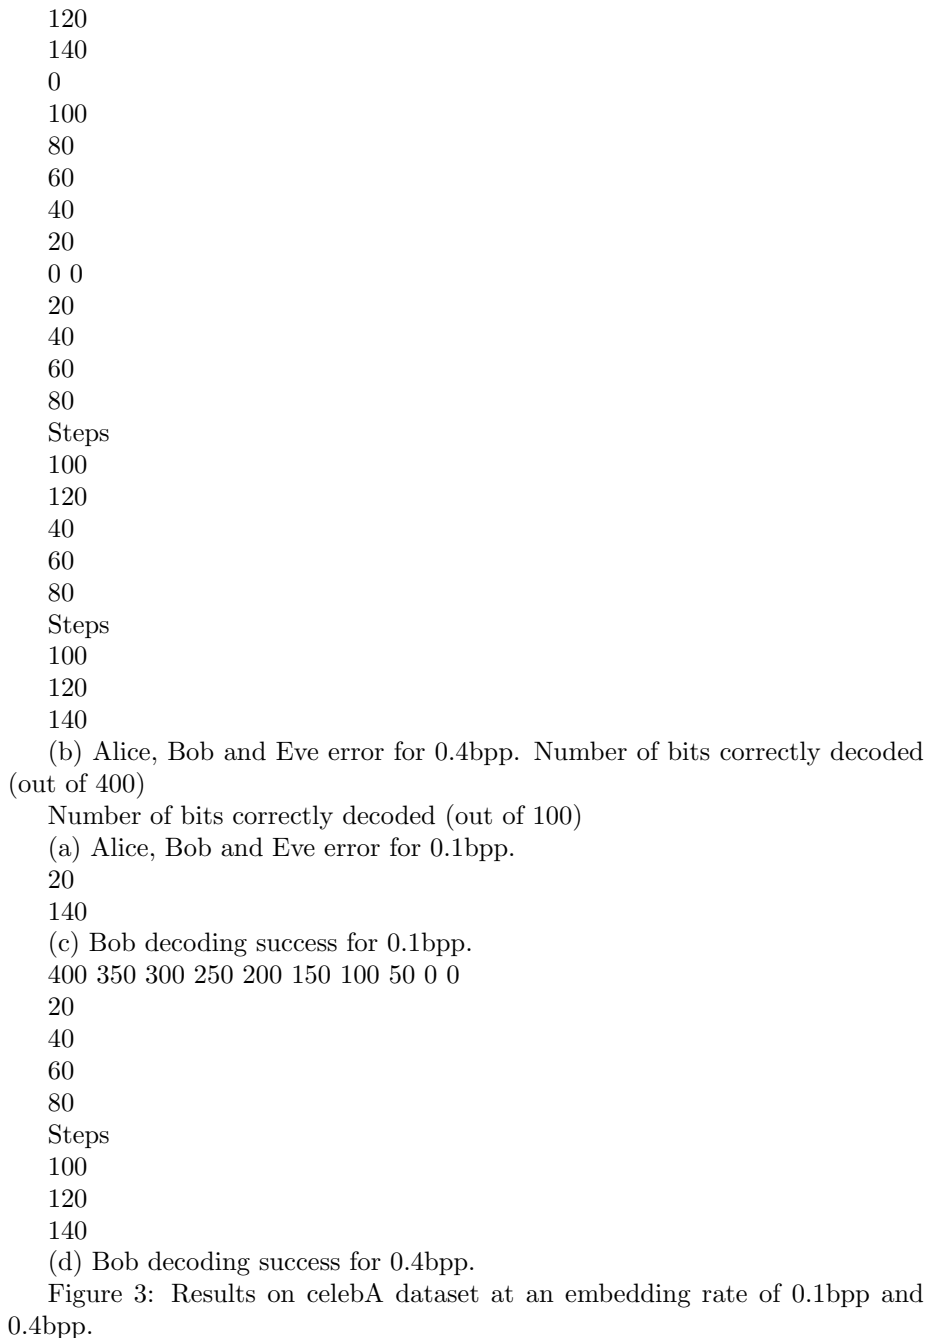 120
140
0
100
80
60
40
20
0 0
20
40
60
80
Steps
100
120
40
60
80
Steps
100
120
140
(b) Alice, Bob and Eve error for 0.4bpp. Number of bits correctly decoded
(out of 400)
Number of bits correctly decoded (out of 100)
(a) Alice, Bob and Eve error for 0.1bpp.
20
140
(c) Bob decoding success for 0.1bpp.
400 350 300 250 200 150 100 50 0 0
20
40
60
80
Steps
100
120
140
(d) Bob decoding success for 0.4bpp.
Figure 3: Results on celebA dataset at an embedding rate of 0.1bpp and
0.4bpp.